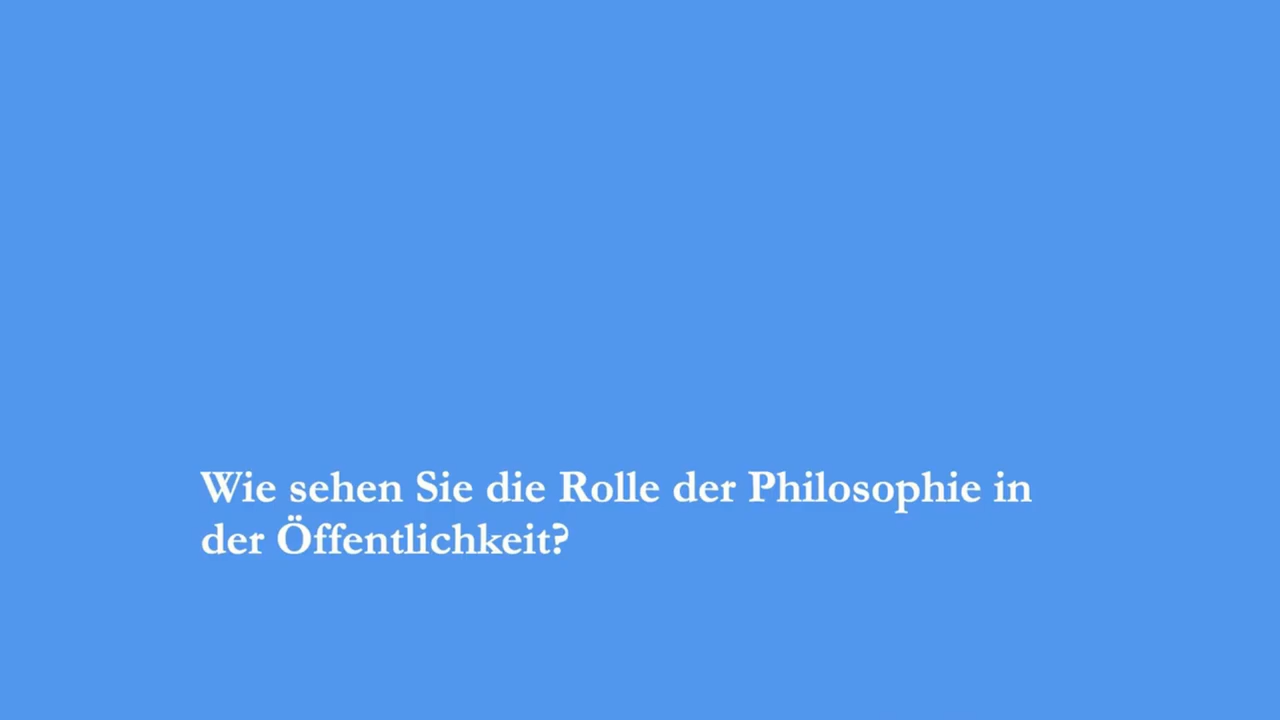 Wie sehen Sie die Rolle der Philosophie in
der Öffentlichkeit?